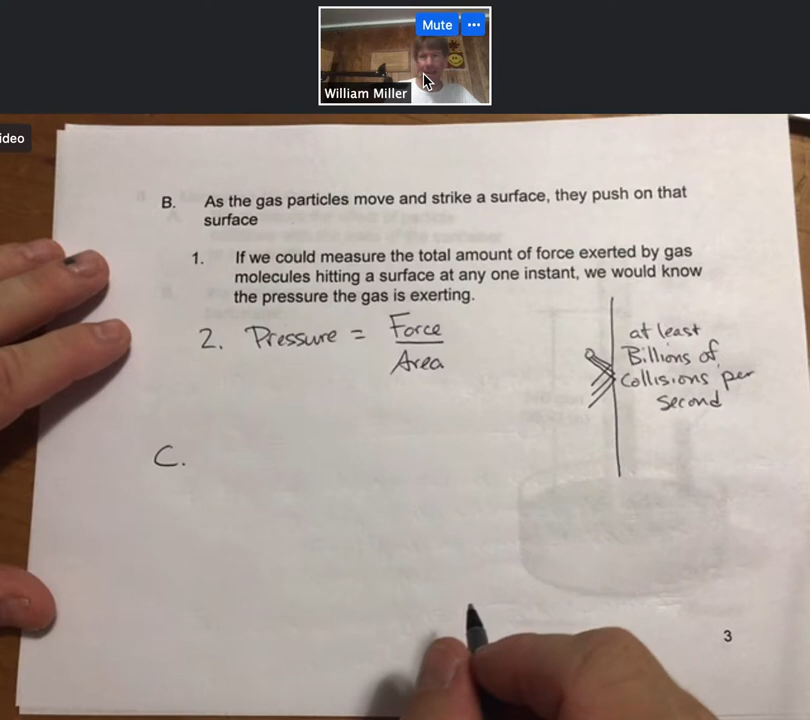 Mute
William Miller
ideo
B. As the gas particles move and strike a surface, they push on that
surface
1. If we could measure the total amount of force exerted by gas
molecules hitting a surface at any one instant, we would know
the pressure the gas is exerting.
2. Pressure = Force
Area
at least
Billions of
Collisions per
second
C.
3